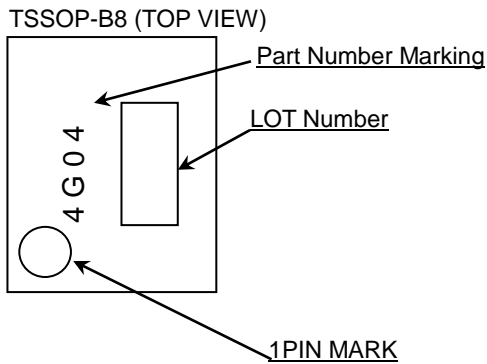 TSSOP-B8 (TOP VIEW)
Part Number Marking
LOT Number
4G04
1PIN MARK